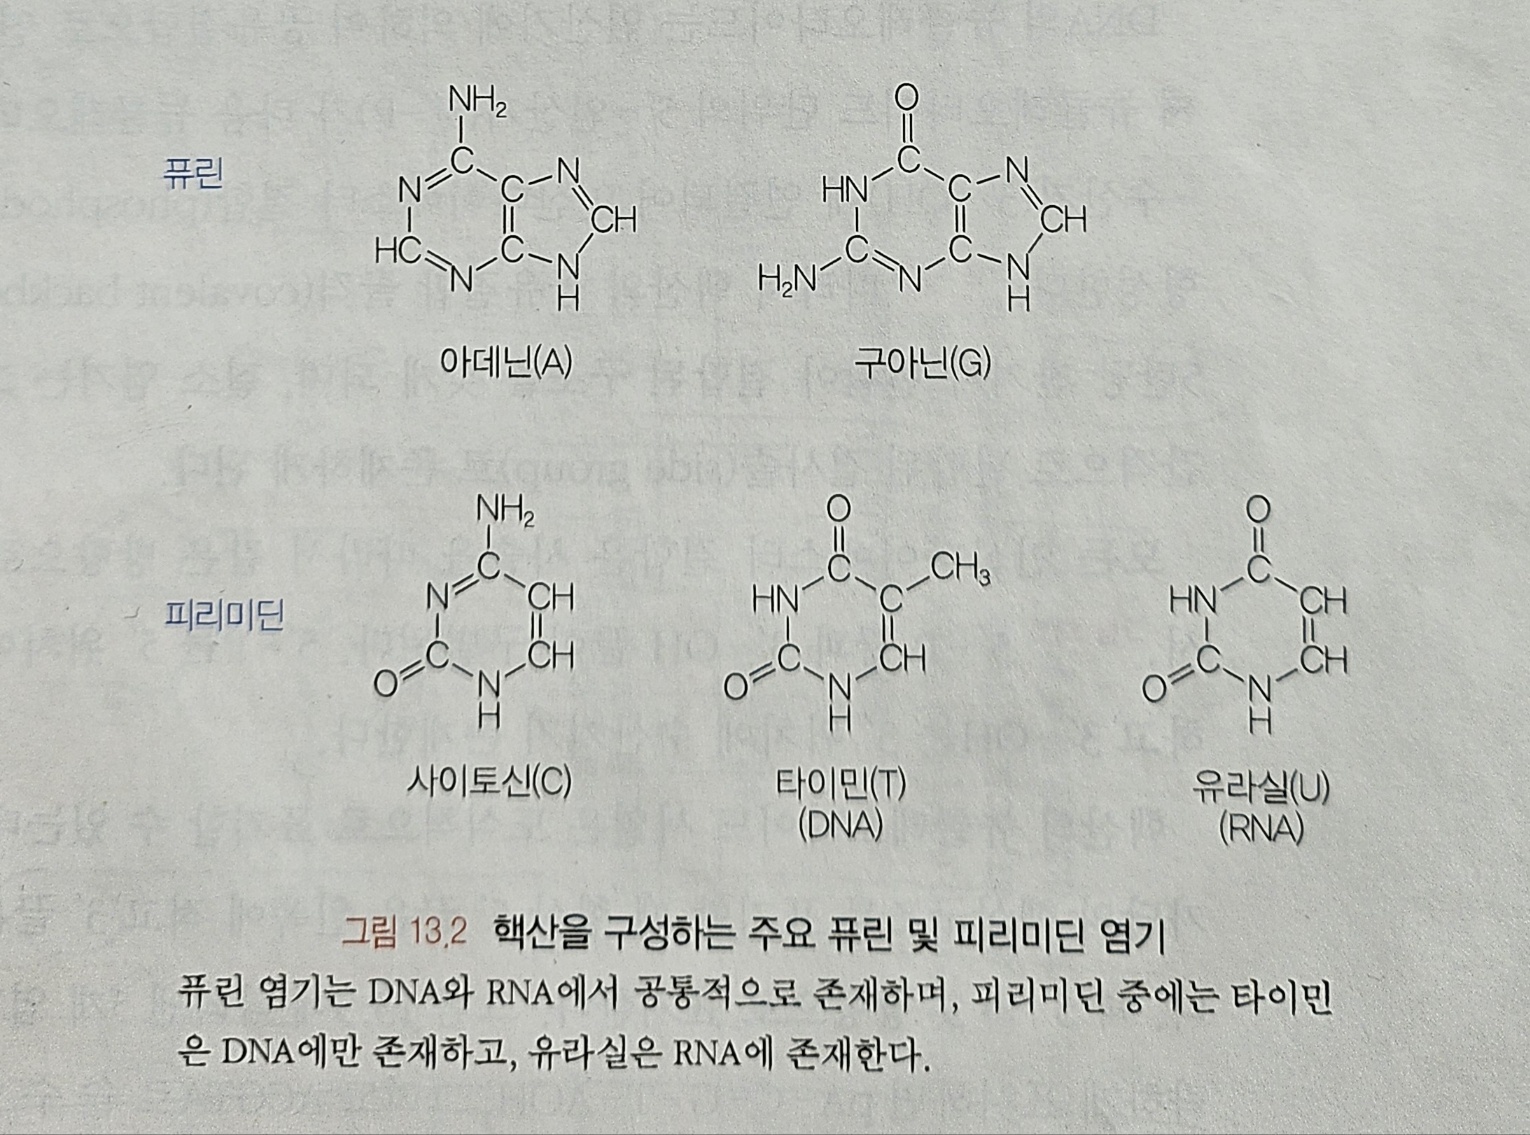 퓨린
NH₂
C
N
C
N
CH
HC
N
C
N
H
아데닌(A)
O
C
HN
C
N
CH
C
H₂N
N
C
N
H
구아닌(G)
피리미딘
NH₂
C
N
CH
C
CH
O
N
H
사이토신(C)
O
C
CH₃
HN
C
C
CH
O
N
H
타이민(T)
(DNA)
O
C
HN
CH
C
CH
O
N
H
유라실(U)
(RNA)
그림 13.2 핵산을 구성하는 주요 퓨린 및 피리미딘 염기
퓨린 염기는 DNA와 RNA에서 공통적으로 존재하며, 피리미딘 중에는 타이민
은 DNA에만 존재하고, 유라실은 RNA에 존재한다.